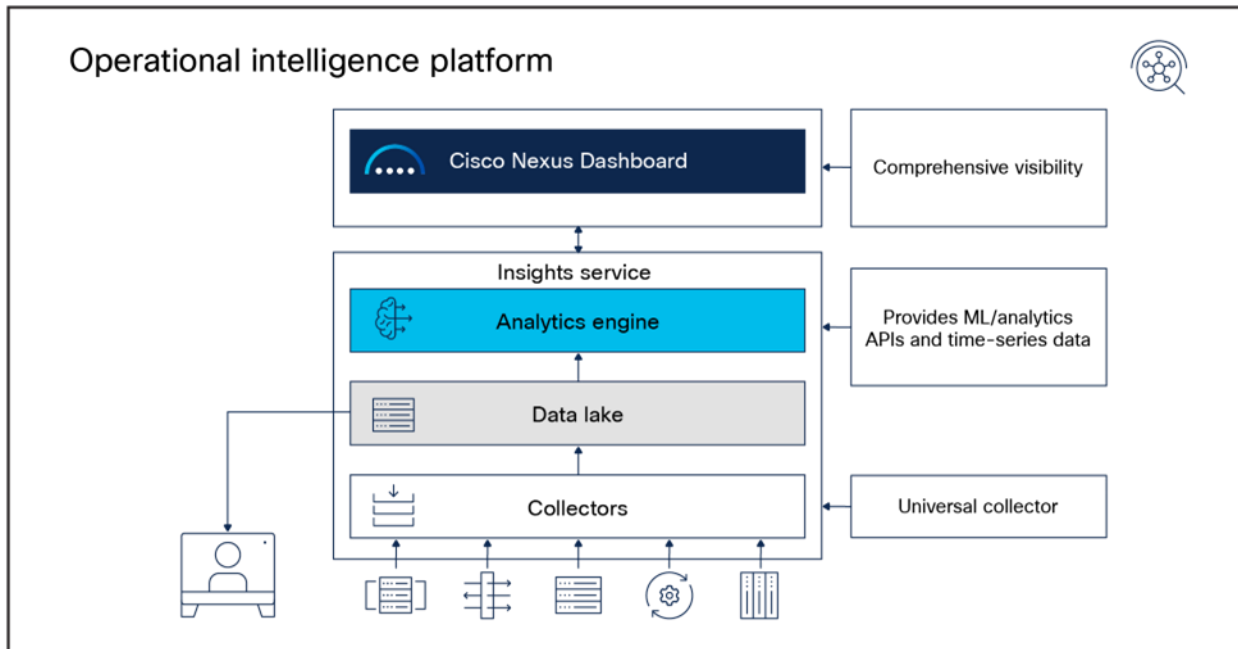 Operational intelligence platform
Cisco Nexus Dashboard
Comprehensive visibility
Insights service
Analytics engine
Provides ML/analytics
APIs and time-series data
Data lake
Collectors
Universal collector